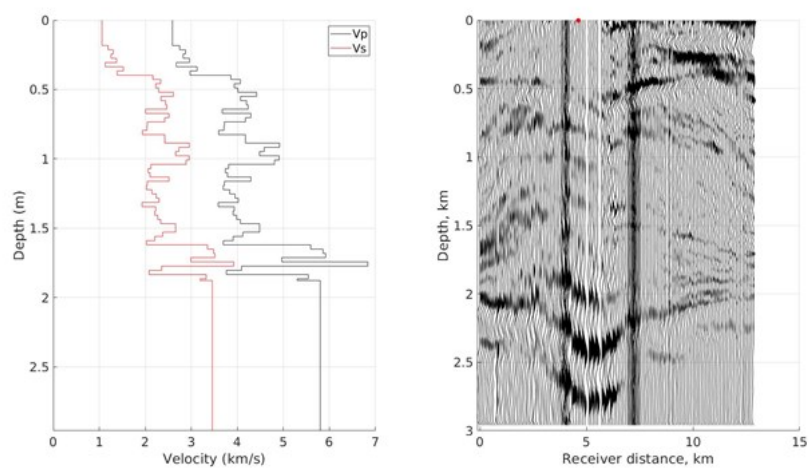 0
0.5
1
1.5
2
2.5
Depth (m)
0 1 2 3 4 5 6 7
Velocity (km/s)
Vp
Vs
0
0.5
1
1.5
2
2.5
3
Depth, km
0 5 10 15
Receiver distance, km